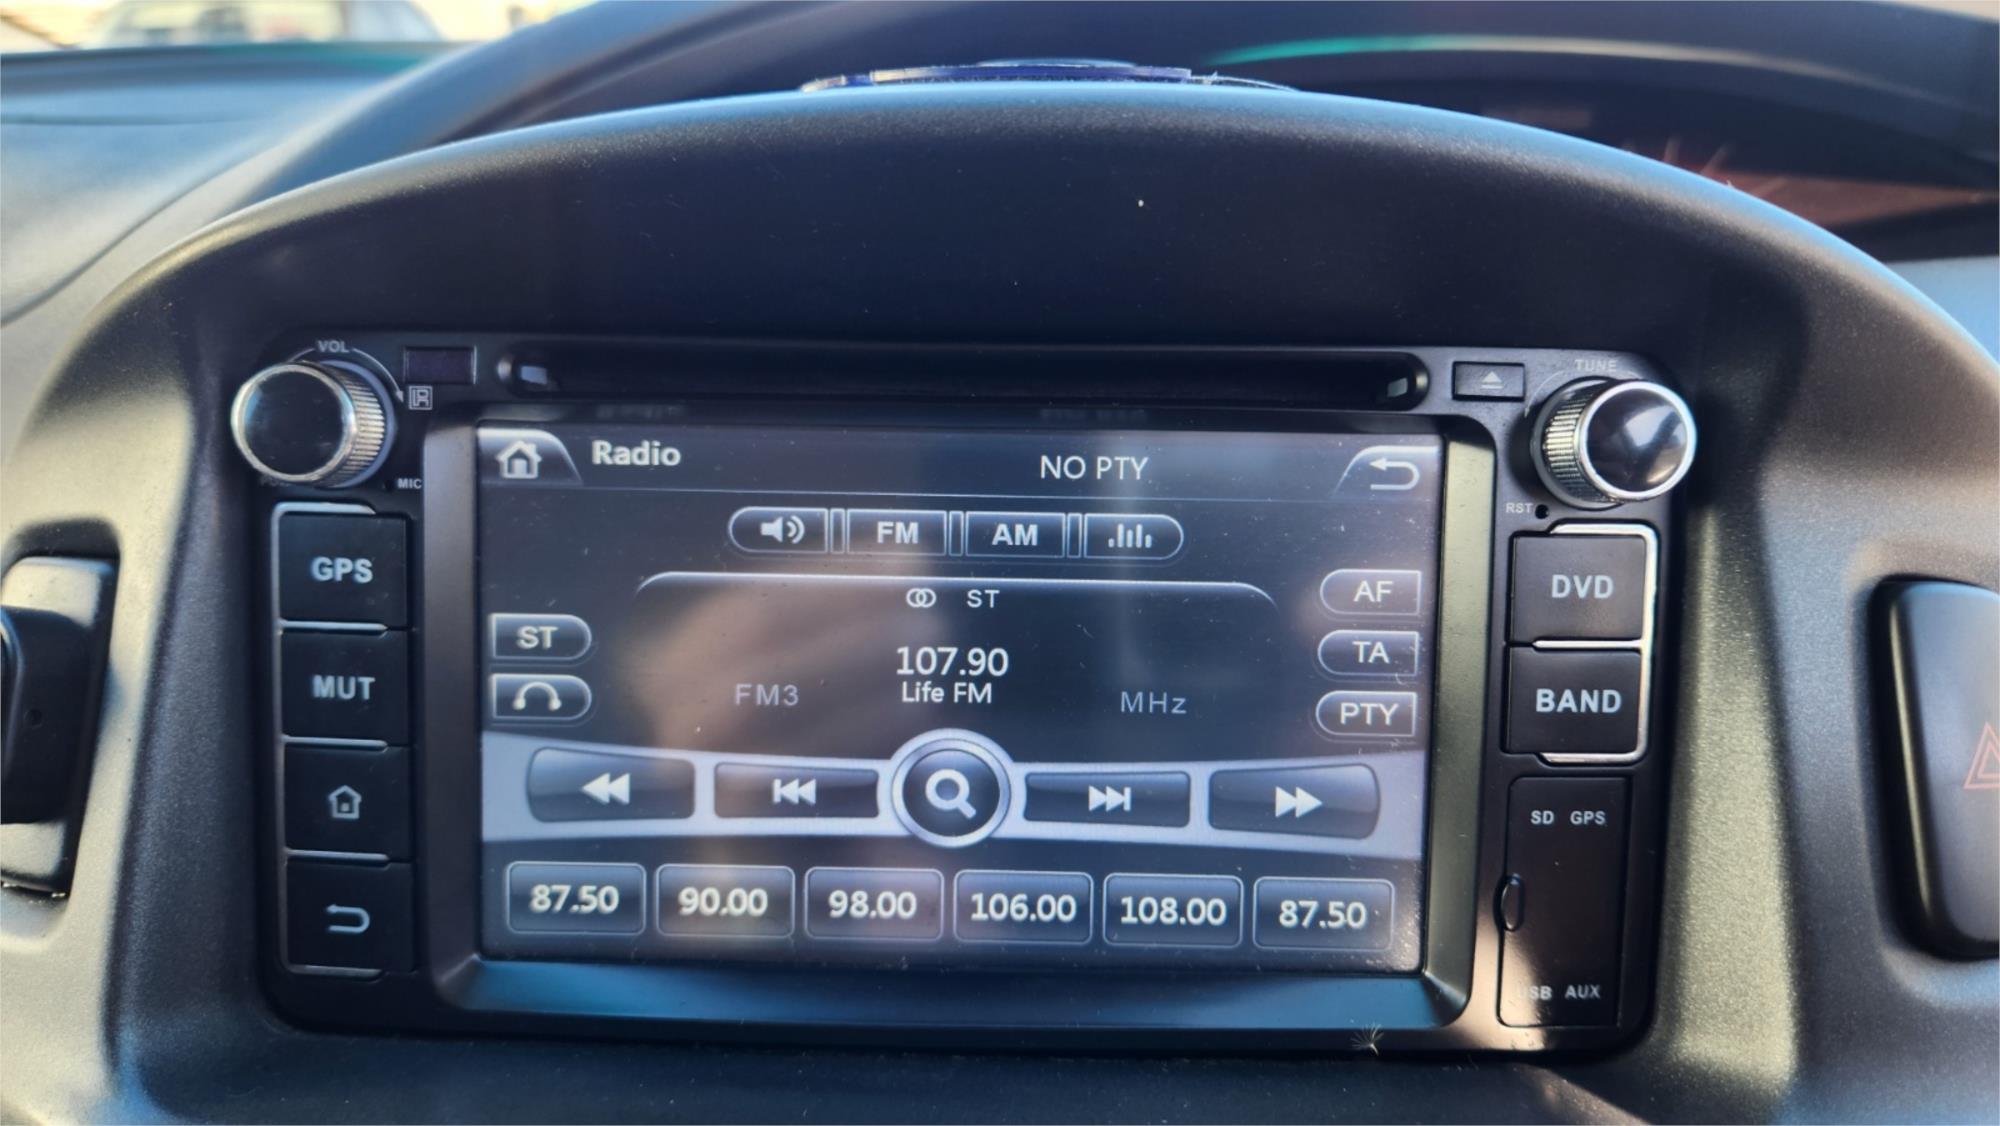 VOL
TUNE
MIC
RST
Radio
NO PTY
GPS
FM
AM
DVD
AF
ST
ST
TA
107.90
MUT
FM3
Life FM
MHz
BAND
PTY
SD GPS
87.50
90.00
98.00
106.00
108.00
87.50
USB AUX